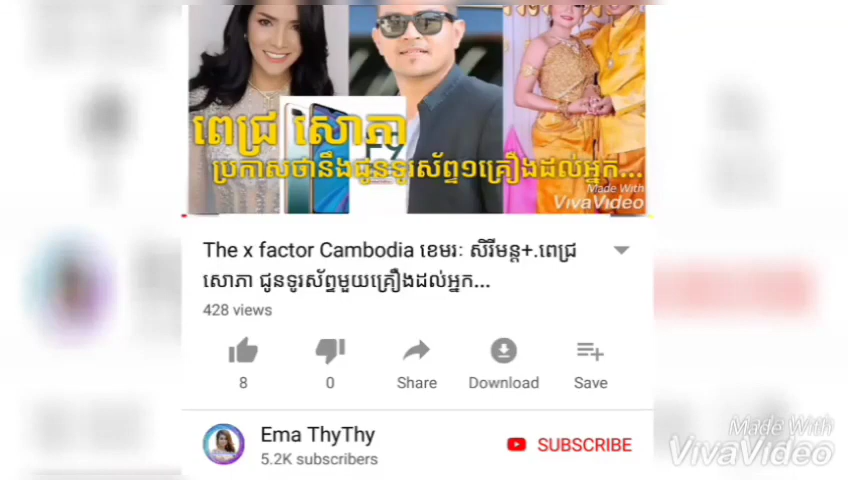 ពេជ្រ សោភា
F9
ប្រកាសថានឹងជូនទូរស័ព្ទ១គ្រឿងដល់អ្នក...
Made With
VivaVideo
The x factor Cambodia ខេមរៈ សិរីមន្ត+.ពេជ្រ
សោភា ជូនទូរស័ព្ទមួយគ្រឿងដល់អ្នក...
428 views
8
0
Share
Download
Save
Ema ThyThy
5.2K subscribers
SUBSCRIBE
Made With
VivaVideo